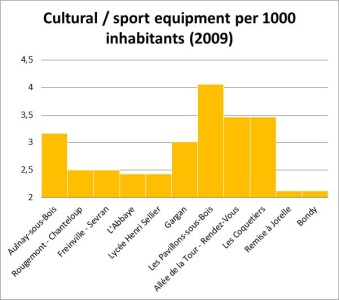 Cultural / sport equipment per 1000
inhabitants (2009)
4,5
4
3,5
3
2,5
2
Aulnay-sous-Bois
Rougemont - Chanteloup
Freinville - Sevran
L'Abbaye
Lycée Henri Sellier
Gargan
Les Pavillons-sous-Bois
Allée de la Tour - Rendez-Vous
Les Coquetiers
Remise à Jorelle
Bondy